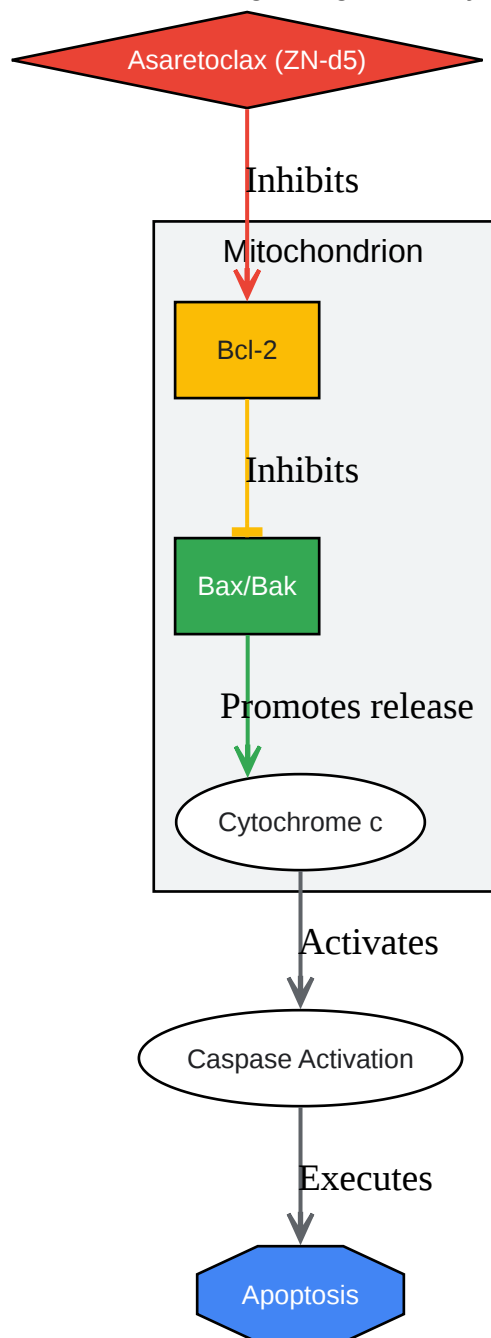 Asaretoclax (ZN-d5)
Inhibits
Mitochondrion
Bcl-2
Inhibits
Bax/Bak
Promotes release
Cytochrome c
Activates
Caspase Activation
Executes
Apoptosis